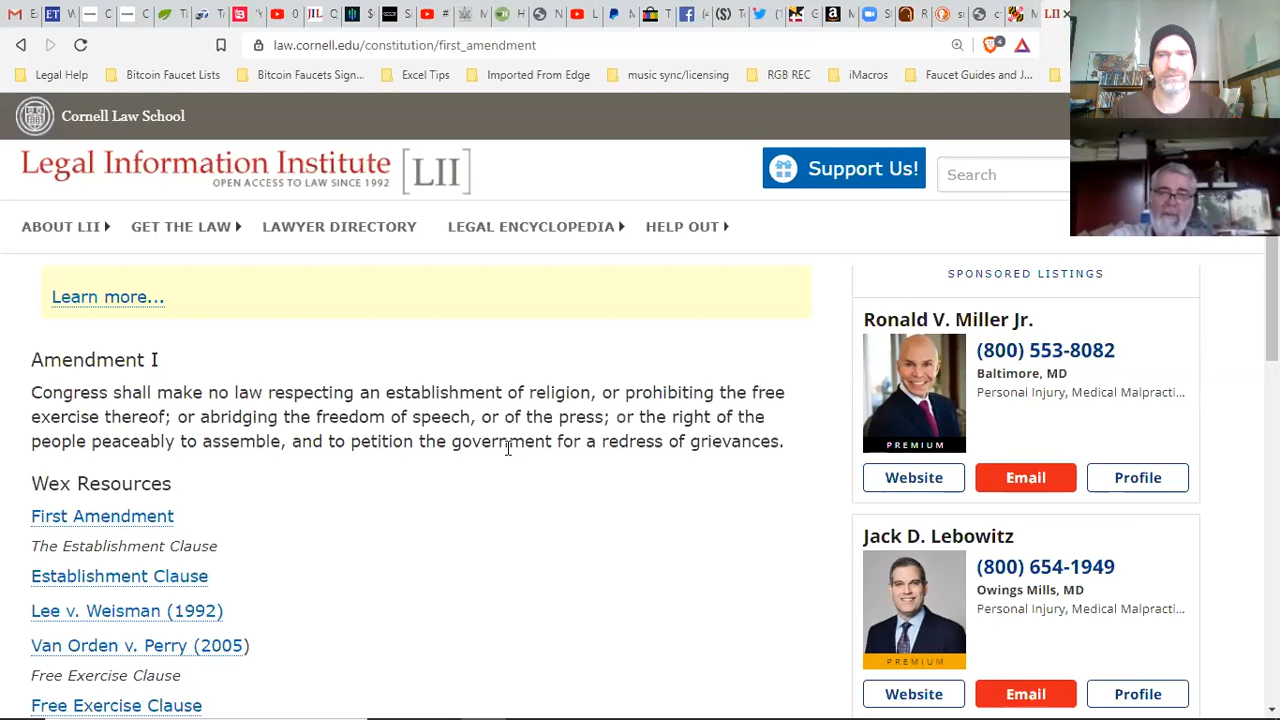 law.cornell.edu/constitution/first_amendment
4
Legal Help
Bitcoin Faucet Lists
Bitcoin Faucets Sign...
Excel Tips
Imported From Edge
music sync/licensing
RGB REC
iMacros
Faucet Guides and J...
Cornell Law School
Legal Information Institute [LII]
OPEN ACCESS TO LAW SINCE 1992
Support Us!
Search
ABOUT LII
GET THE LAW
LAWYER DIRECTORY
LEGAL ENCYCLOPEDIA
HELP OUT
Learn more...
Amendment I
Congress shall make no law respecting an establishment of religion, or prohibiting the free
exercise thereof; or abridging the freedom of speech, or of the press; or the right of the
people peaceably to assemble, and to petition the government for a redress of grievances.
Wex Resources
First Amendment
The Establishment Clause
Establishment Clause
Lee v. Weisman (1992)
Van Orden v. Perry (2005)
Free Exercise Clause
Free Exercise Clause
SPONSORED LISTINGS
Ronald V. Miller Jr.
(800) 553-8082
Baltimore, MD
Personal Injury, Medical Malpracti...
PREMIUM
Website
Email
Profile
Jack D. Lebowitz
(800) 654-1949
Owings Mills, MD
Personal Injury, Medical Malpracti...
PREMIUM
Website
Email
Profile